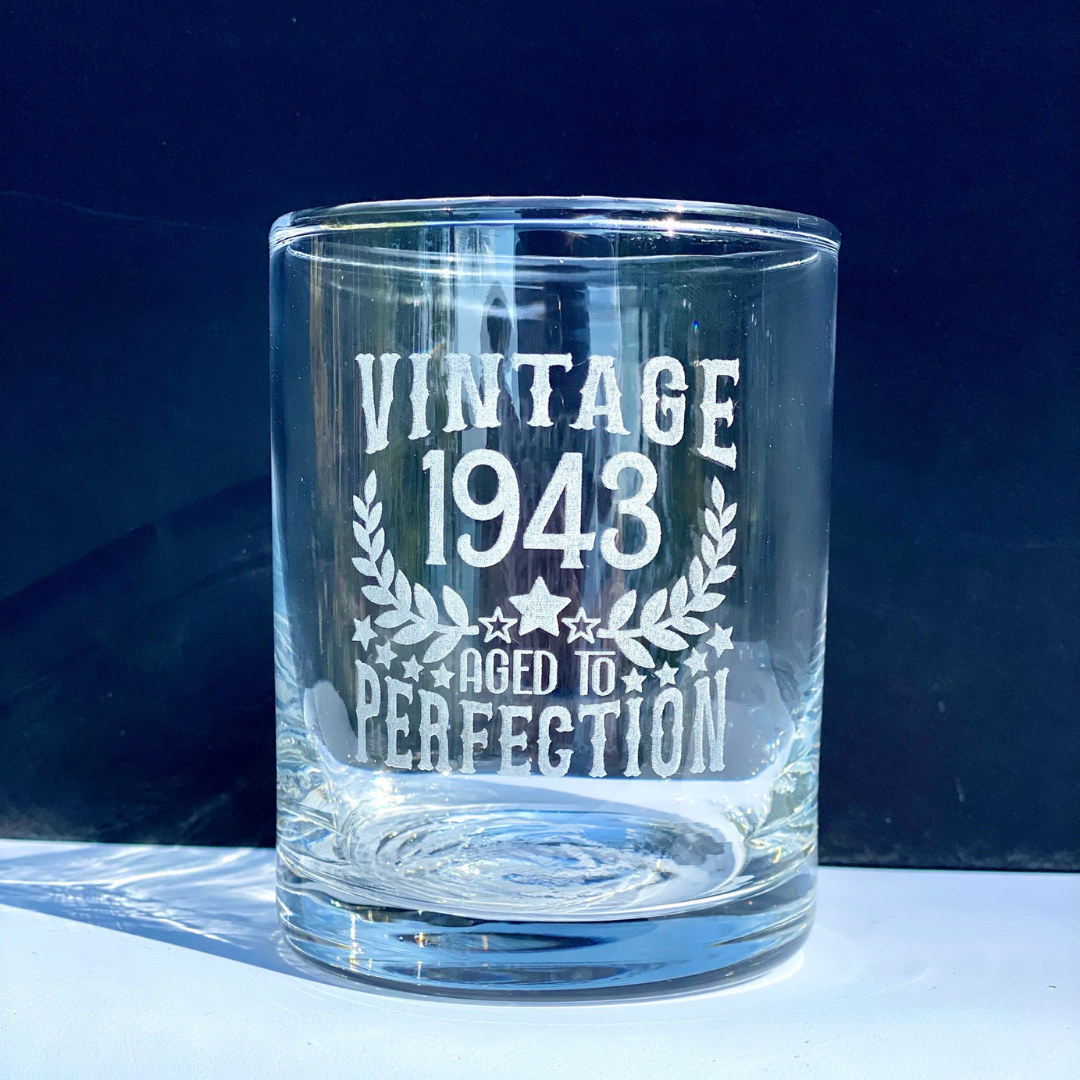 VINTAGE
1943
AGED TO
PERFECTION